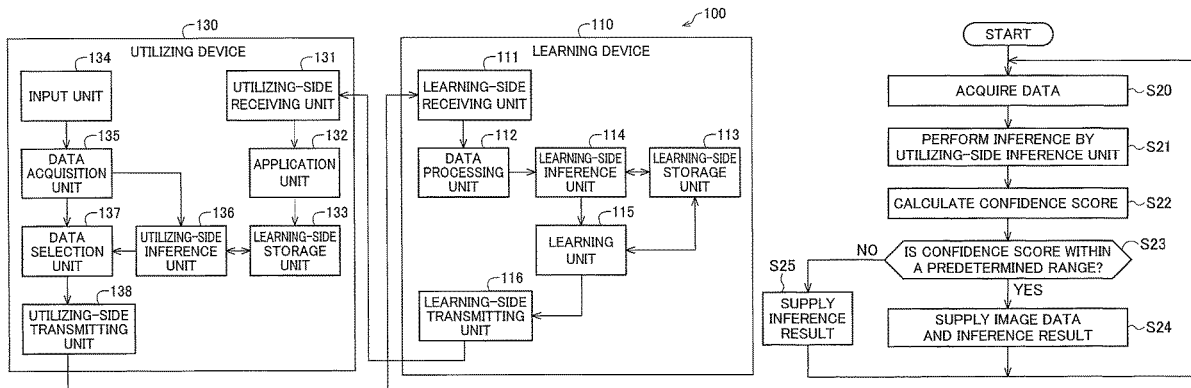 130
UTILIZING DEVICE
134
INPUT UNIT
131
UTILIZING-SIDE
RECEIVING UNIT
135
DATA
ACQUISITION
UNIT
132
APPLICATION
UNIT
137
DATA
SELECTION
UNIT
136
UTILIZING-SIDE
INFERENCE
UNIT
133
LEARNING-SIDE
STORAGE
UNIT
138
UTILIZING-SIDE
TRANSMITTING
UNIT
100
110
LEARNING DEVICE
111
LEARNING-SIDE
RECEIVING UNIT
112
DATA
PROCESSING
UNIT
114
LEARNING-SIDE
INFERENCE
UNIT
113
LEARNING-SIDE
STORAGE
UNIT
115
LEARNING
UNIT
116
LEARNING-SIDE
TRANSMITTING
UNIT
START
ACQUIRE DATA
S20
PERFORM INFERENCE BY
UTILIZING-SIDE INFERENCE UNIT
S21
CALCULATE CONFIDENCE SCORE
S22
IS CONFIDENCE SCORE WITHIN
A PREDETERMINED RANGE?
S23
NO
YES
S25
SUPPLY
INFERENCE
RESULT
SUPPLY IMAGE DATA
AND INFERENCE RESULT
S24